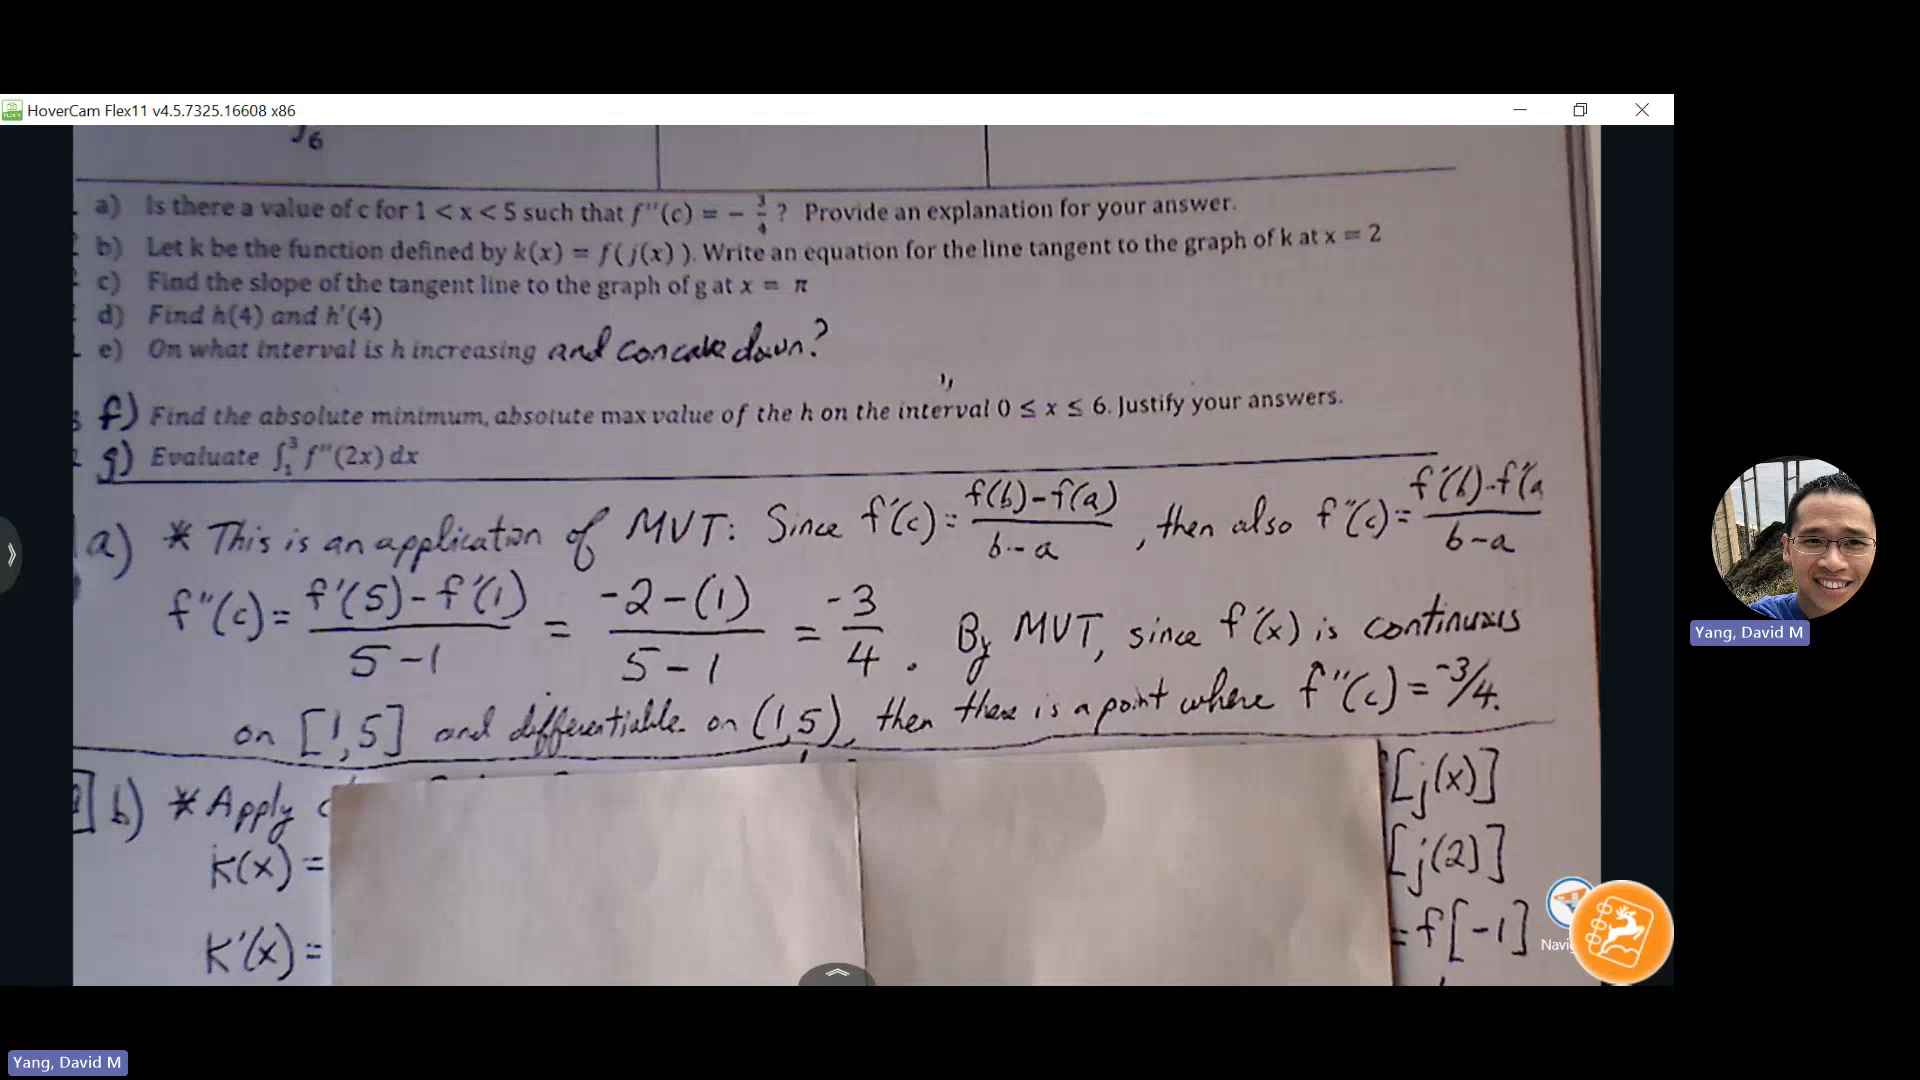 HoverCam Flex11 v4.5.7325.16608 x86
6
a) Is there a value of c for 1 < x < 5 such that f''(c) = - 3/4 ? Provide an explanation for your answer.
b) Let k be the function defined by k(x) = f( j(x) ). Write an equation for the line tangent to the graph of k at x = 2
c) Find the slope of the tangent line to the graph of g at x = π
d) Find h(4) and h'(4)
e) On what interval is h increasing and concave down?
f) Find the absolute minimum, absolute max value of the h on the interval 0 ≤ x ≤ 6. Justify your answers.
g) Evaluate ∫₁³ f''(2x) dx
a) * This is an application of MVT: Since f'(c) = f(b)-f(a) / b-a , then also f''(c) = f'(b)-f'(a / b-a
f''(c) = f'(5)-f'(1) / 5-1 = -2-(1) / 5-1 = -3/4 . By MVT, since f'(x) is continuous
on [1,5] and differentiable on (1,5), then there is a point where f''(c) = -3/4.
b) * Apply [j(x)]
k(x) = [j(2)]
k'(x) = = f[-1]
Yang, David M
Yang, David M